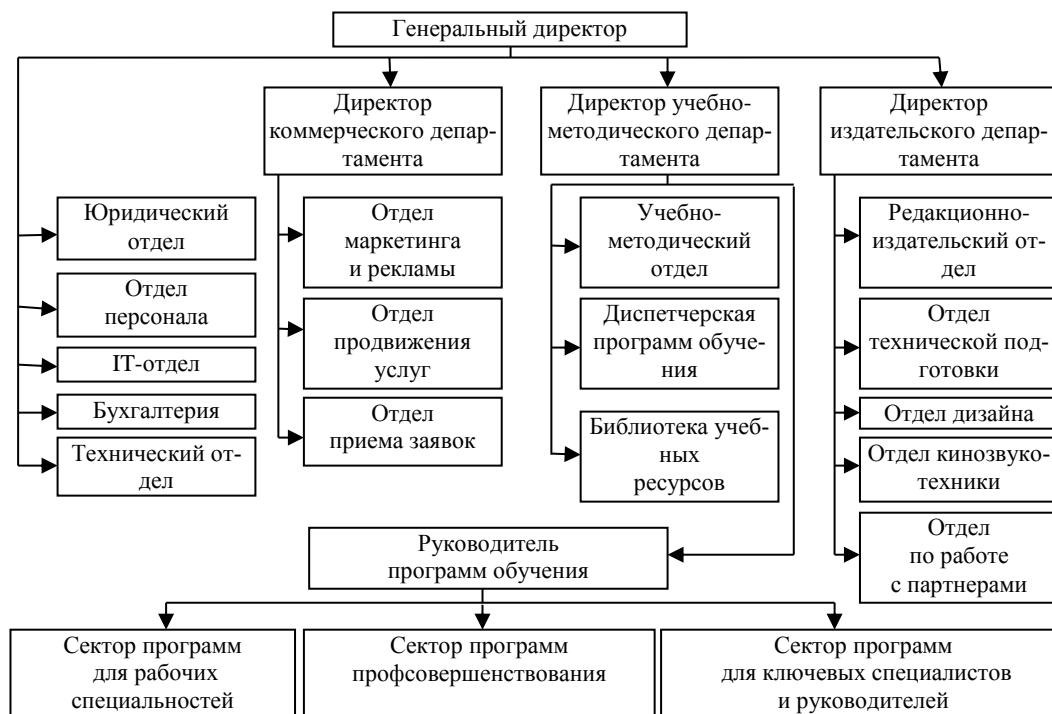 Генеральный директор
Директор
коммерческого депар-
тамента
Директор учебно-
методического депар-
тамента
Директор
издательского депар-
тамента
Юридический
отдел
Отдел
персонала
IT-отдел
Бухгалтерия
Технический от-
дел
Отдел
маркетинга
и рекламы
Отдел
продвижения
услуг
Отдел
приема заявок
Учебно-
методический
отдел
Диспетчерская
программ обуче-
ния
Библиотека учеб-
ных
ресурсов
Редакционно-
издательский от-
дел
Отдел
технической под-
готовки
Отдел дизайна
Отдел кинозвуко-
техники
Отдел
по работе
с партнерами
Руководитель
программ обучения
Сектор программ
для рабочих
специальностей
Сектор программ
профсовершенствования
Сектор программ
для ключевых специалистов
и руководителей